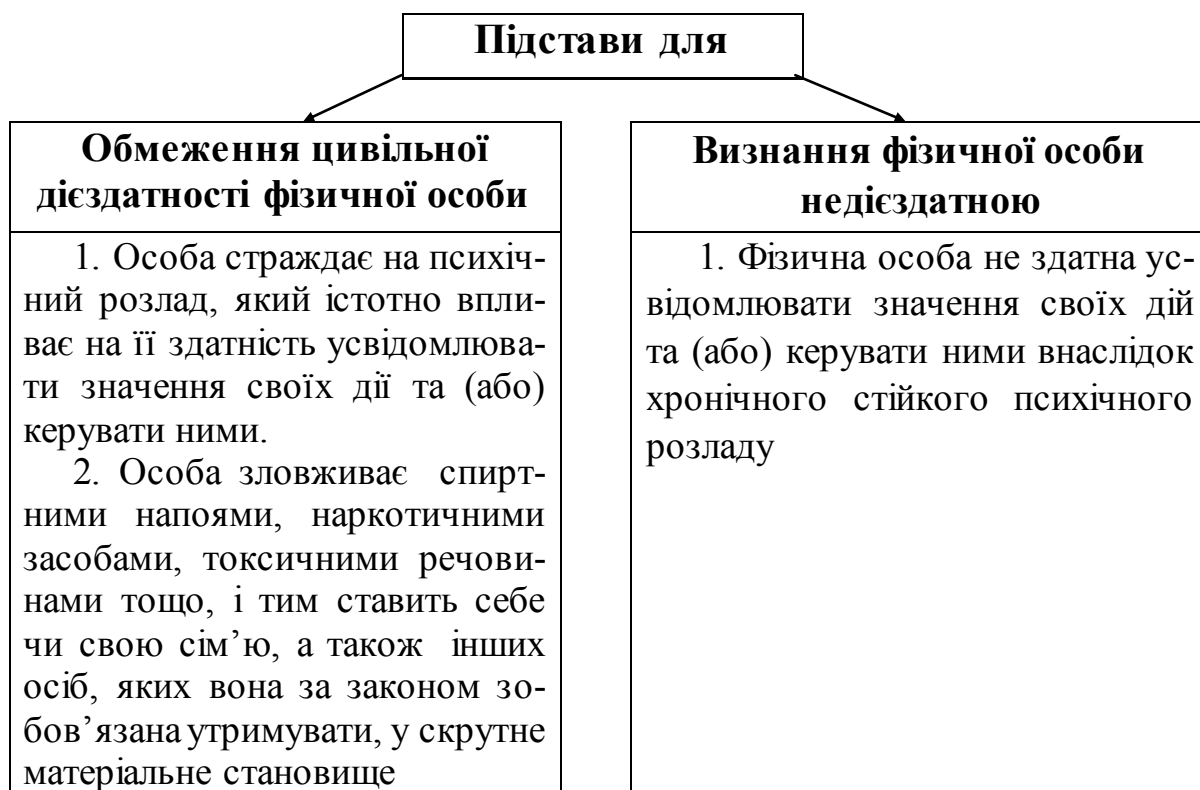 Підстави для
Обмеження цивільної
дієздатності фізичної особи
1. Особа страждає на психіч-
ний розлад, який істотно впли-
ває на її здатність усвідомлюва-
ти значення своїх дії та (або)
керувати ними.
2. Особа зловживає спирт-
ними напоями, наркотичними
засобами, токсичними речови-
нами тощо, і тим ставить себе
чи свою сім’ю, а також інших
осіб, яких вона за законом зо-
бов’язана утримувати, у скрутне
матеріальне становище
Визнання фізичної особи
недієздатною
1. Фізична особа не здатна ус-
відомлювати значення своїх дій
та (або) керувати ними внаслідок
хронічного стійкого психічного
розладу